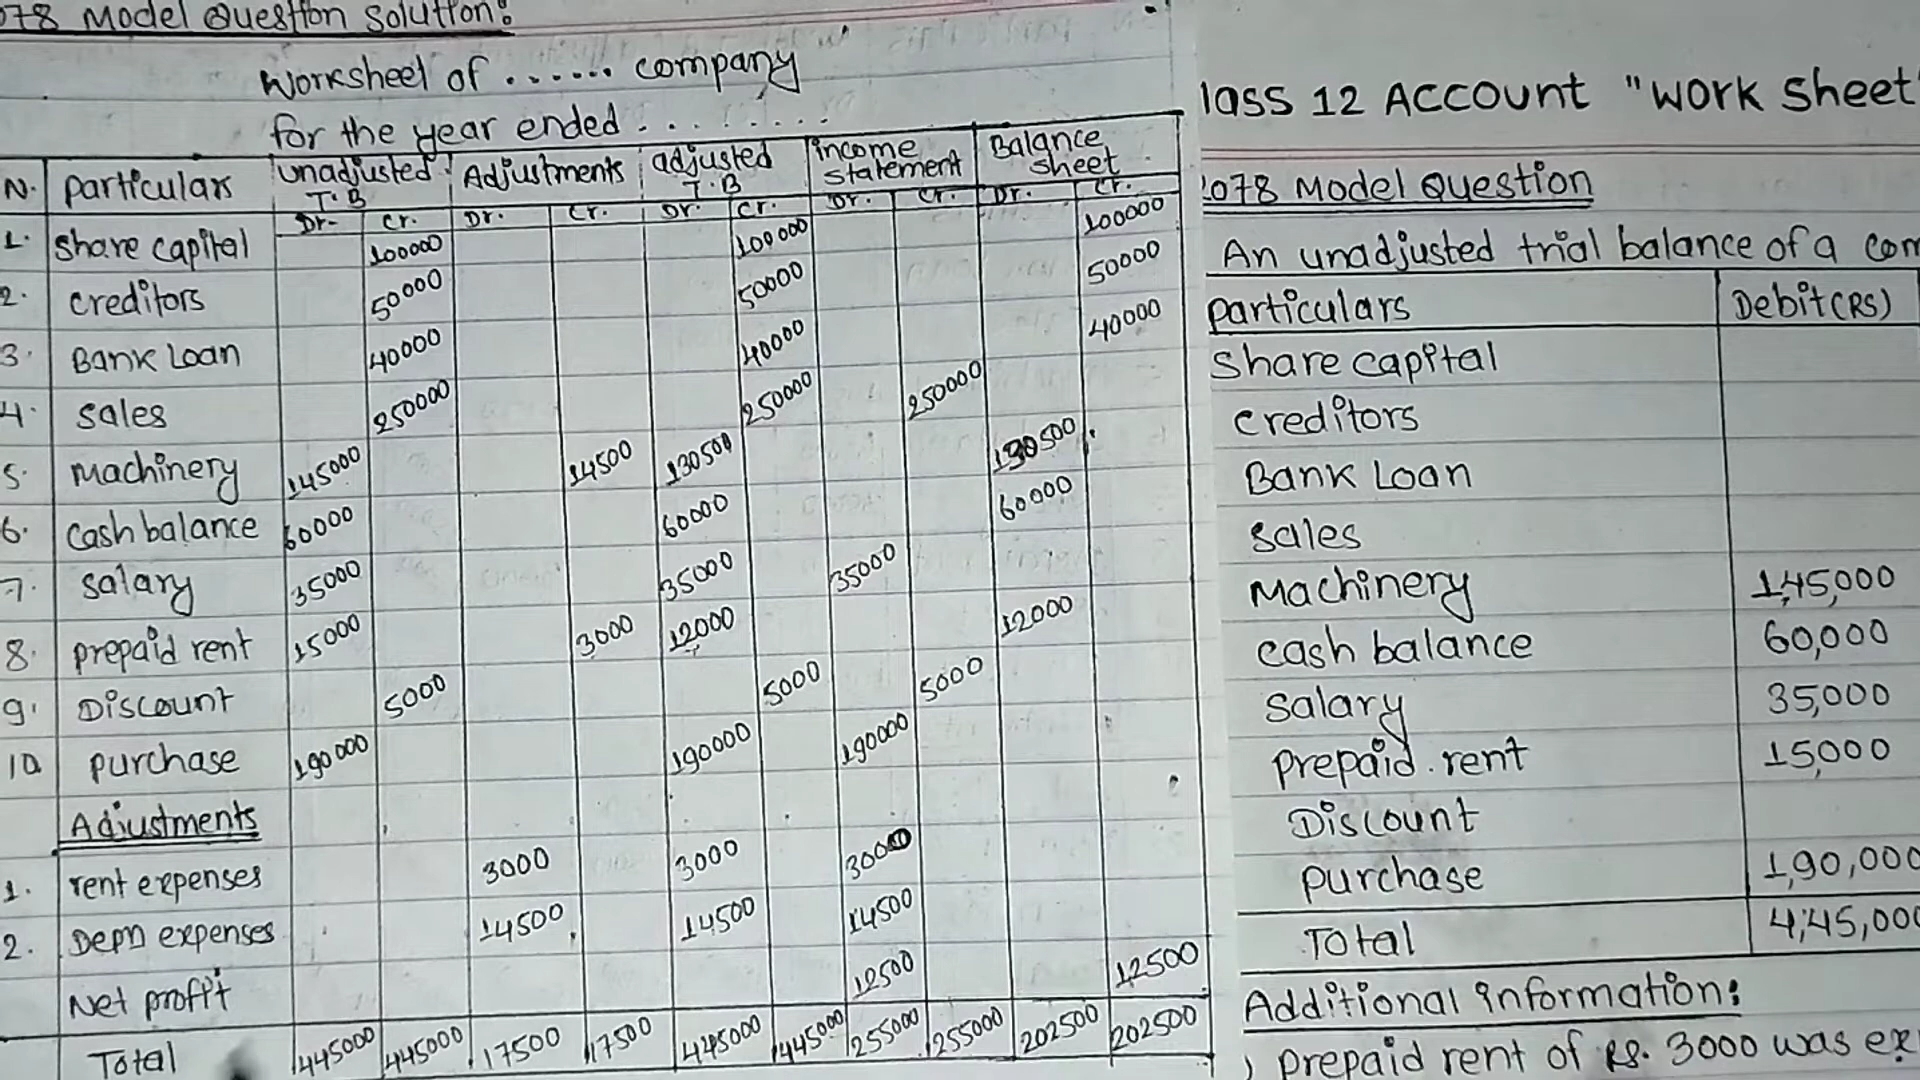 078 Model Question Solution:
Worksheet of ...... company
for the year ended . . . . . . . . .
N. particulars unadjusted T.B Adjustments adjusted T.B income statement Balance sheet
Dr. Cr. Dr. Cr. Dr. Cr. Dr. Cr. Dr. Cr.
1. share capital 100000 100000 100000
2. creditors 50000 50000 50000
3. Bank Loan 40000 40000 40000
4. sales 250000 250000 250000
5. machinery 145000 14500 130500 130500
6. cash balance 60000 60000 60000
7. salary 35000 35000 35000
8. prepaid rent 15000 3000 12000 12000
9. Discount 5000 5000 5000
10 purchase 190000 190000 190000
Adjustments
1. rent expenses 3000 3000 3000
2. Depn expenses 14500 14500 14500
Net profit 12500 12500
Total 445000 445000 17500 17500 445000 445000 255000 255000 202500 202500
lass 12 Account "work sheet"
2078 Model Question
An unadjusted trial balance of a com
particulars Debit(RS)
share capital
creditors
Bank Loan
sales
Machinery 1,45,000
cash balance 60,000
salary 35,000
prepaid rent 15,000
Discount
purchase 1,90,000
Total 4,45,000
Additional information:
) prepaid rent of Rs. 3000 was ex